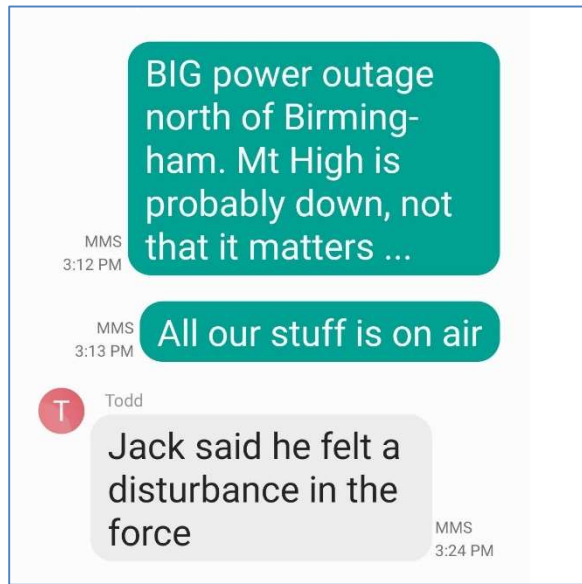 BIG power outage
north of Birming-
ham. Mt High is
probably down, not
that it matters ...
MMS
3:12 PM
All our stuff is on air
MMS
3:13 PM
T
Todd
Jack said he felt a
disturbance in the
force
MMS
3:24 PM